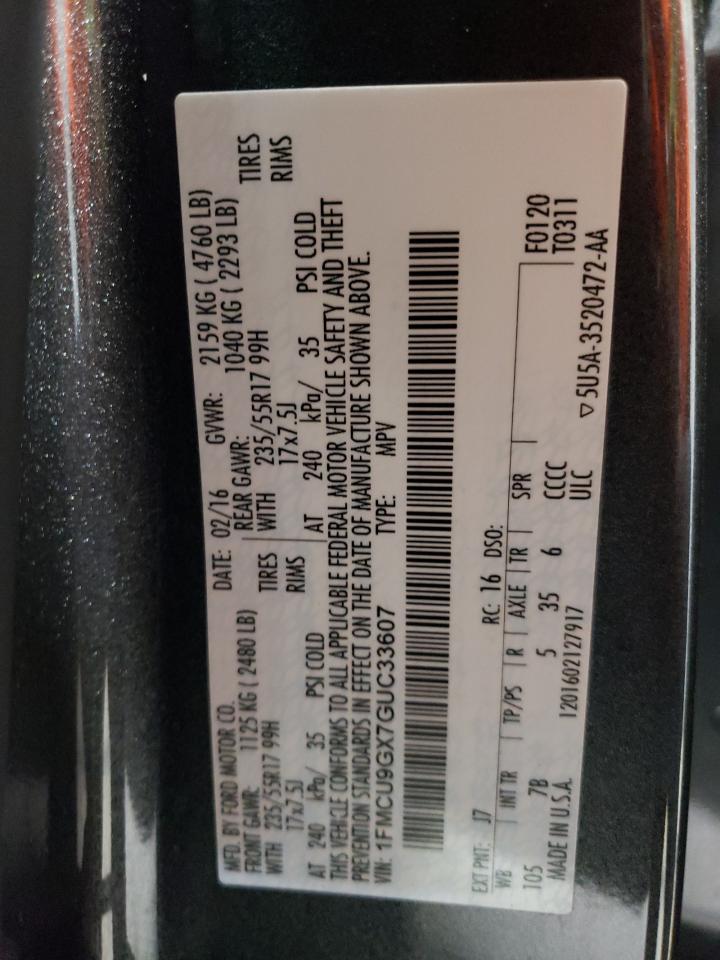 MFD. BY FORD MOTOR CO. DATE: 02/16 GVWR: 2159 KG ( 4760 LB)
FRONT GAWR: 1125 KG ( 2480 LB) REAR GAWR: 1040 KG ( 2293 LB)
WITH 235/55R17 99H TIRES WITH 235/55R17 99H TIRES
17x7.5J RIMS 17x7.5J RIMS
AT 240 kPa/ 35 PSI COLD AT 240 kPa/ 35 PSI COLD
THIS VEHICLE CONFORMS TO ALL APPLICABLE FEDERAL MOTOR VEHICLE SAFETY AND THEFT
PREVENTION STANDARDS IN EFFECT ON THE DATE OF MANUFACTURE SHOWN ABOVE.
VIN: 1FMCU9GX7GUC33607 TYPE: MPV
EXT PNT: J7 RC: 16 DSO:
WB INT TR TP/PS R AXLE TR SPR F0120
105 7B 5 35 6 CCCC T0311
MADE IN U.S.A. 1201602127917 ULC
▽5U5A-3520472-AA